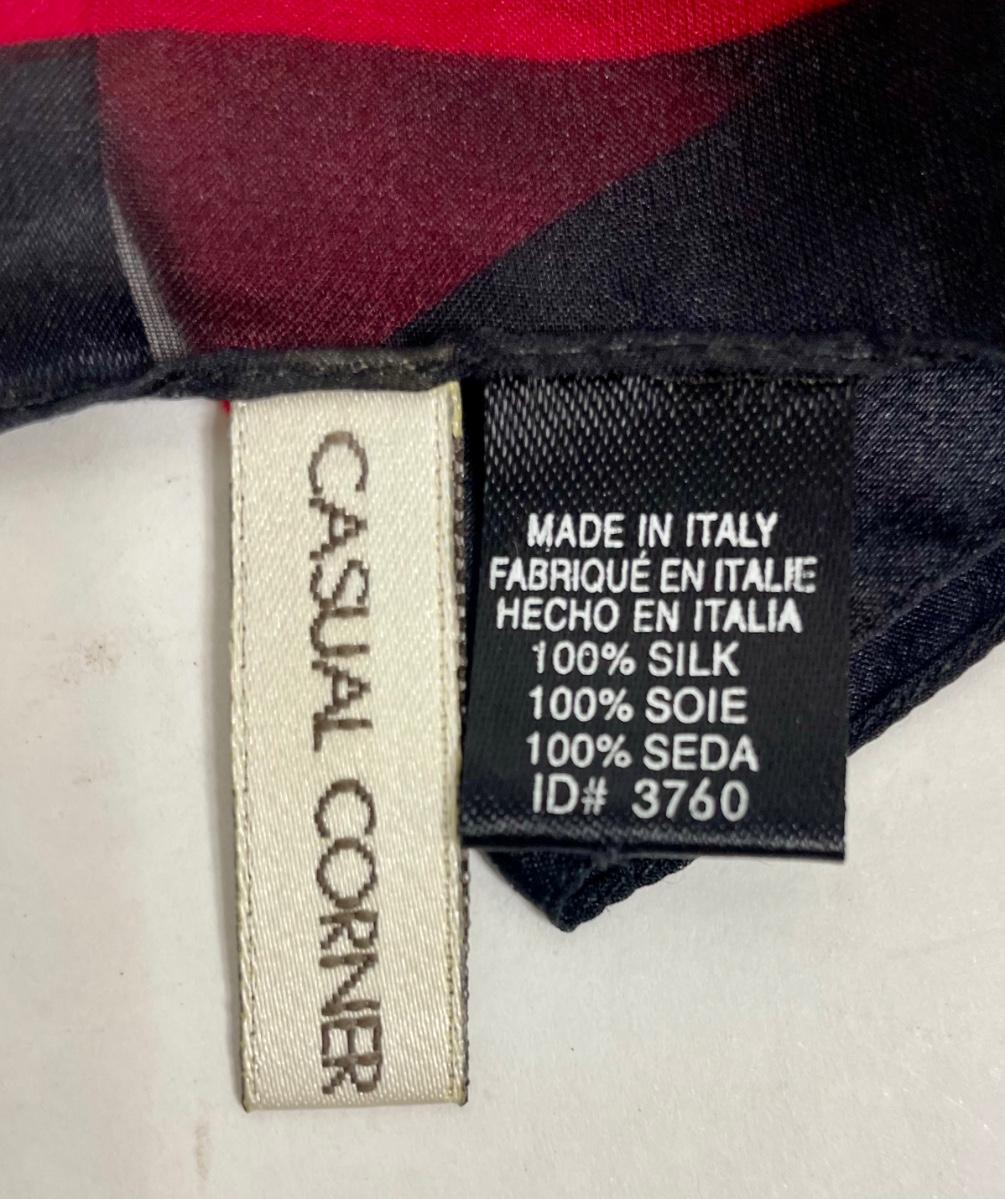 CASUAL CORNER
MADE IN ITALY
FABRIQUÉ EN ITALIE
HECHO EN ITALIA
100% SILK
100% SOIE
100% SEDA
ID# 3760